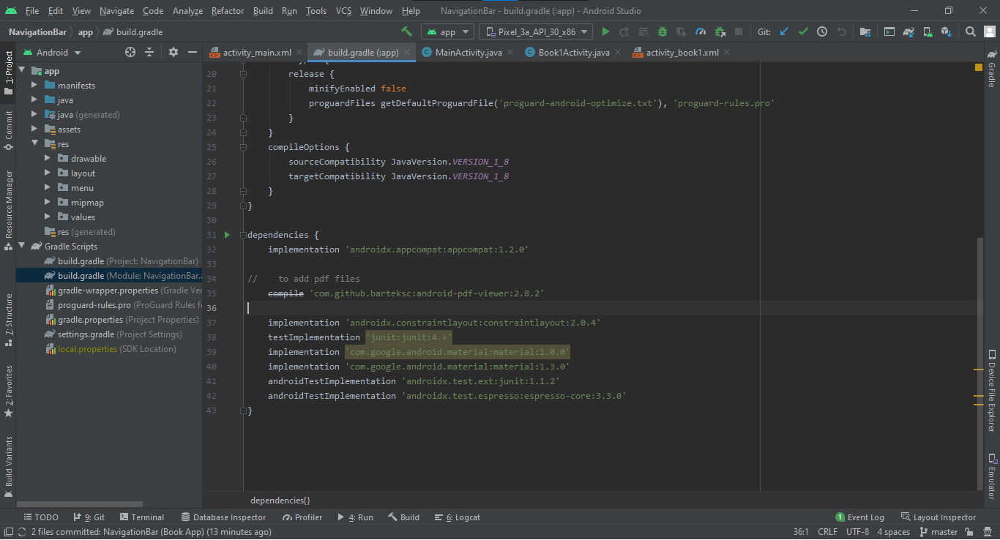 File Edit View Navigate Code Analyze Refactor Build Run Tools VCS Window Help NavigationBar - build.gradle (:app) - Android Studio
NavigationBar app build.gradle app Pixel_3a_API_30_x86 Git:
Android activity_main.xml build.gradle (:app) MainActivity.java Book1Activity.java activity_book1.xml
1: Project
Commit
Resource Manager
7: Structure
2: Favorites
Build Variants
app
manifests
java
java (generated)
assets
res
drawable
layout
menu
mipmap
values
res (generated)
Gradle Scripts
build.gradle (Project: NavigationBar)
build.gradle (Module: NavigationBar.a
gradle-wrapper.properties (Gradle Ver
proguard-rules.pro (ProGuard Rules fo
gradle.properties (Project Properties)
settings.gradle (Project Settings)
local.properties (SDK Location)
20 release {
21 minifyEnabled false
22 proguardFiles getDefaultProguardFile('proguard-android-optimize.txt'), 'proguard-rules.pro'
23 }
24 }
25 compileOptions {
26 sourceCompatibility JavaVersion.VERSION_1_8
27 targetCompatibility JavaVersion.VERSION_1_8
28 }
29 }
30
31 dependencies {
32 implementation 'androidx.appcompat:appcompat:1.2.0'
33
34 // to add pdf files
35 compile 'com.github.barteksc:android-pdf-viewer:2.8.2'
36
37 implementation 'androidx.constraintlayout:constraintlayout:2.0.4'
38 testImplementation 'junit:junit:4.+'
39 implementation 'com.google.android.material:material:1.0.0'
40 implementation 'com.google.android.material:material:1.3.0'
41 androidTestImplementation 'androidx.test.ext:junit:1.1.2'
42 androidTestImplementation 'androidx.test.espresso:espresso-core:3.3.0'
43 }
dependencies{}
Gradle
Device File Explorer
Emulator
TODO 9: Git Terminal Database Inspector Profiler 4: Run Build 6: Logcat 1 Event Log Layout Inspector
2 files committed: NavigationBar (Book App) (13 minutes ago) 36:1 CRLF UTF-8 4 spaces master